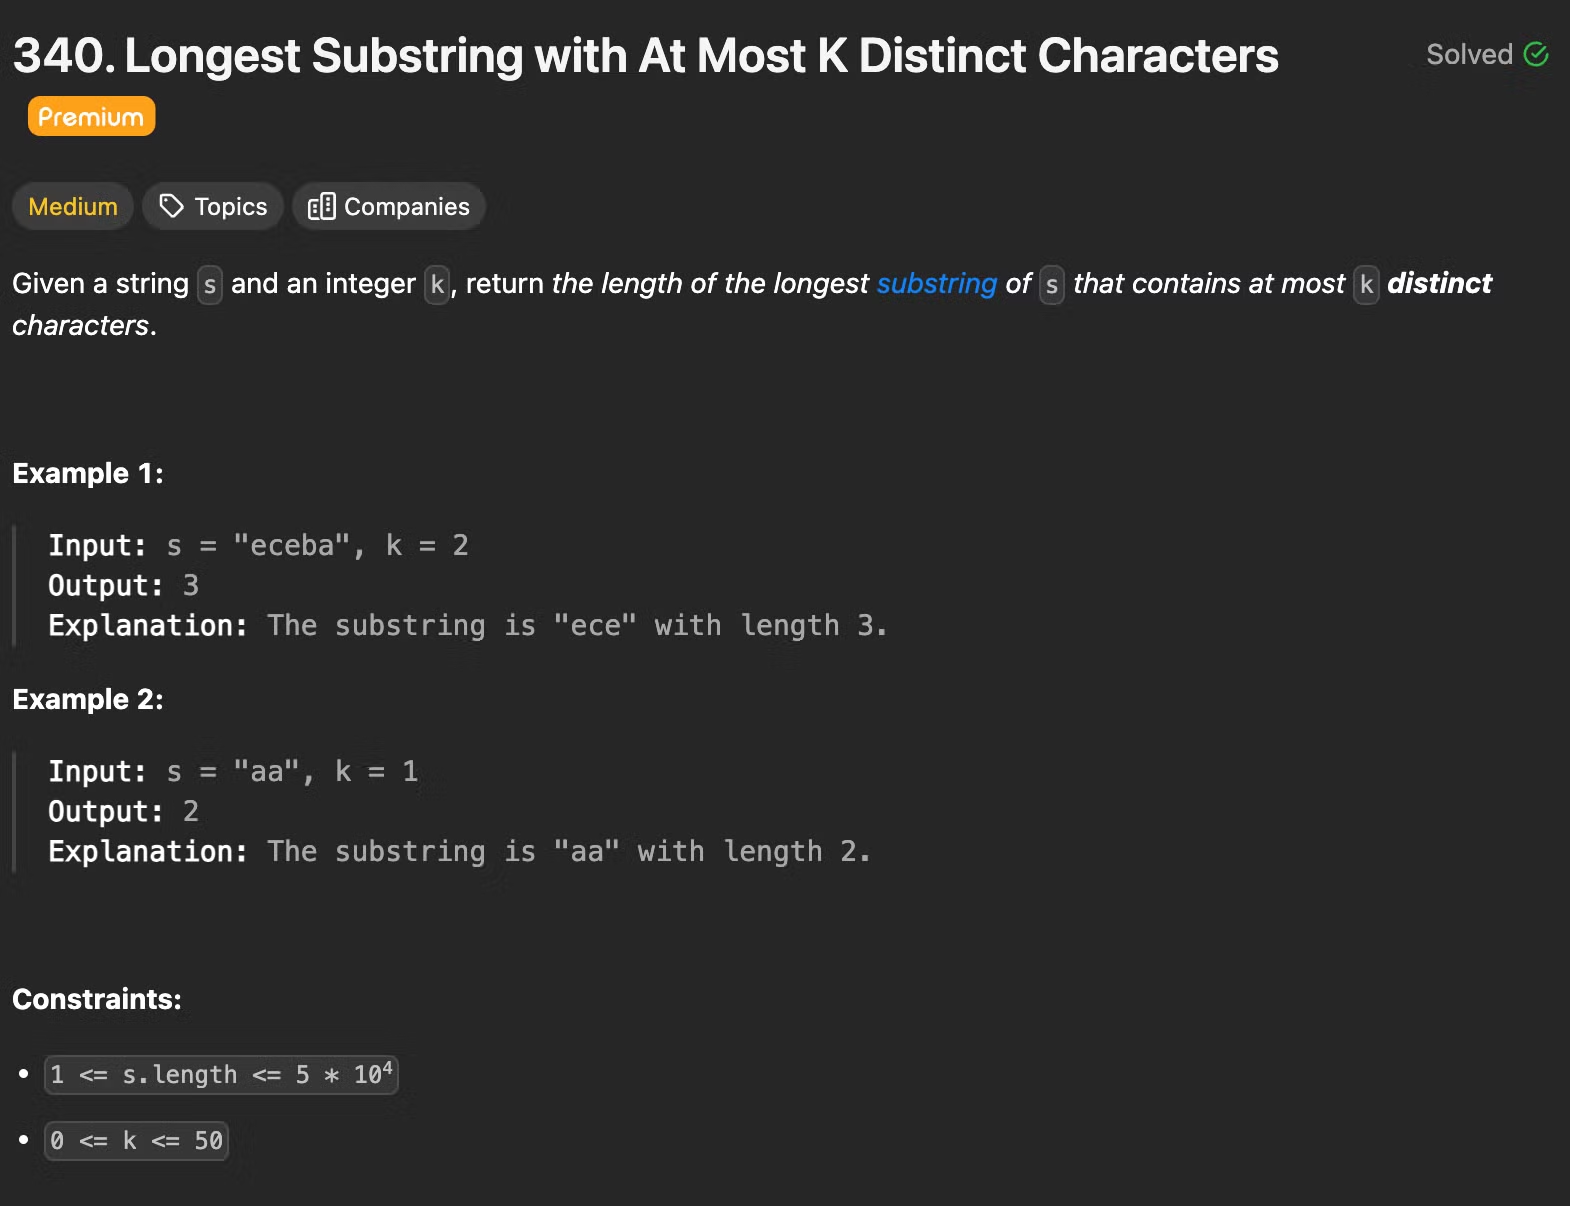 340. Longest Substring with At Most K Distinct Characters
Solved
Premium
Medium
Topics
Companies
Given a string s and an integer k, return the length of the longest substring of s that contains at most k distinct
characters.
Example 1:
Input: s = "eceba", k = 2
Output: 3
Explanation: The substring is "ece" with length 3.
Example 2:
Input: s = "aa", k = 1
Output: 2
Explanation: The substring is "aa" with length 2.
Constraints:
• 1 <= s.length <= 5 * 10⁴
• 0 <= k <= 50